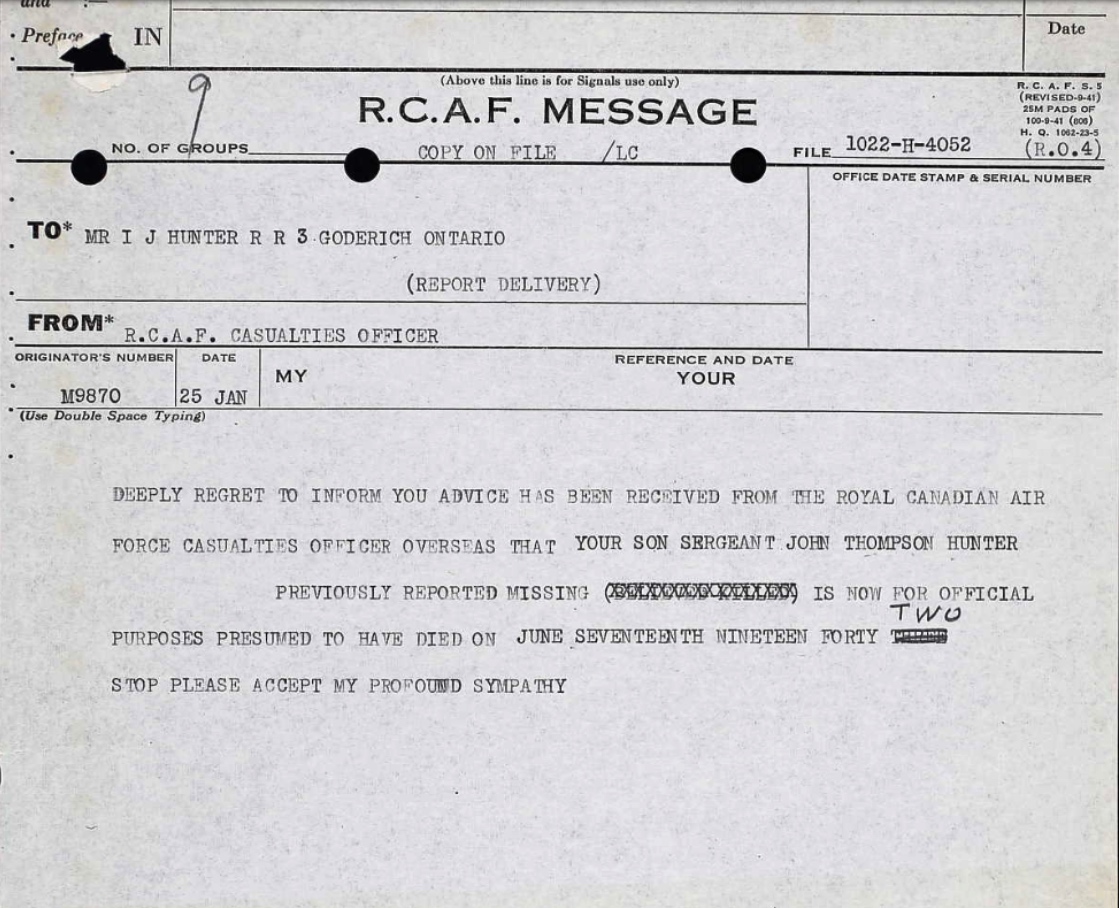 and :—
Preface IN
Date
(Above this line is for Signals use only)
R.C.A.F. MESSAGE
R. C. A. F. S. 5
(REVISED-9-41)
25M PADS OF
100-9-41 (808)
H. Q. 1062-23-5
(R.O.4)
9
NO. OF GROUPS COPY ON FILE /LC FILE 1022-H-4052
OFFICE DATE STAMP & SERIAL NUMBER
TO* MR I J HUNTER R R 3 GODERICH ONTARIO
(REPORT DELIVERY)
FROM* R.C.A.F. CASUALTIES OFFICER
ORIGINATOR'S NUMBER DATE REFERENCE AND DATE
MY YOUR
M9870 25 JAN
(Use Double Space Typing)
DEEPLY REGRET TO INFORM YOU ADVICE HAS BEEN RECEIVED FROM THE ROYAL CANADIAN AIR
FORCE CASUALTIES OFFICER OVERSEAS THAT YOUR SON SERGEANT JOHN THOMPSON HUNTER
PREVIOUSLY REPORTED MISSING IS NOW FOR OFFICIAL
TWO
PURPOSES PRESUMED TO HAVE DIED ON JUNE SEVENTEENTH NINETEEN FORTY
STOP PLEASE ACCEPT MY PROFOUND SYMPATHY